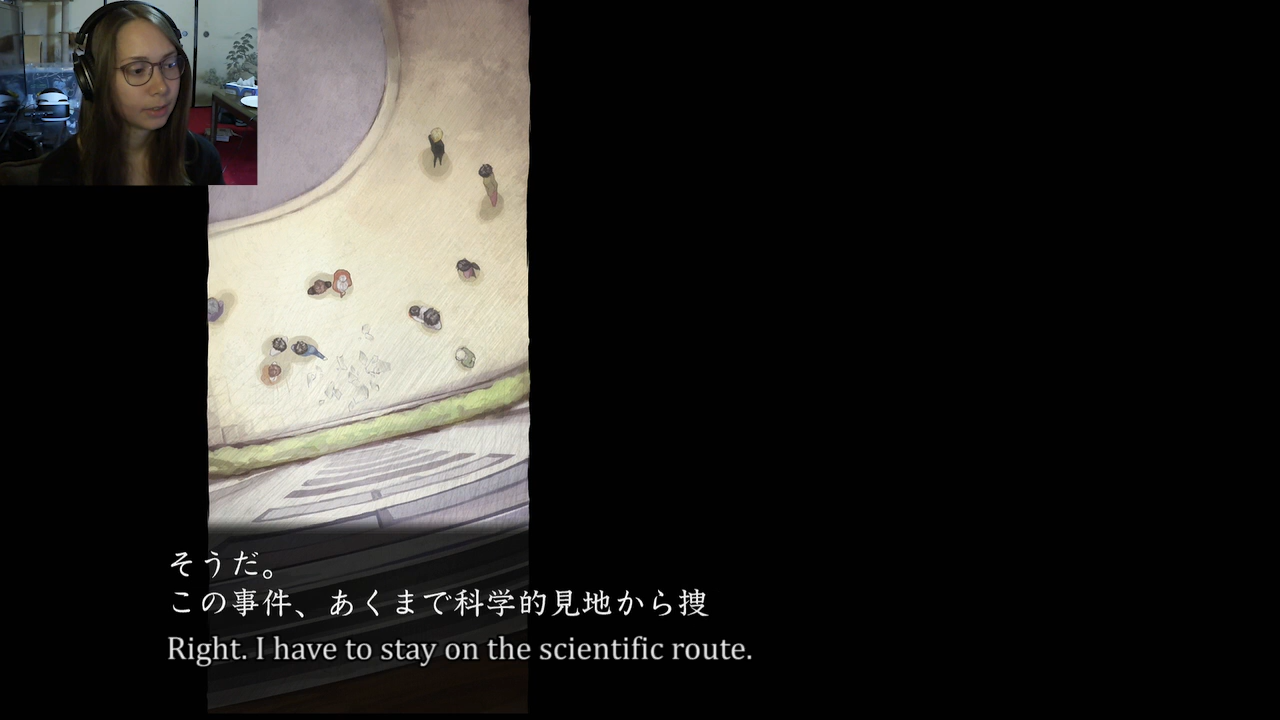 そうだ。
この事件、あくまで科学的見地から捜
Right. I have to stay on the scientific route.